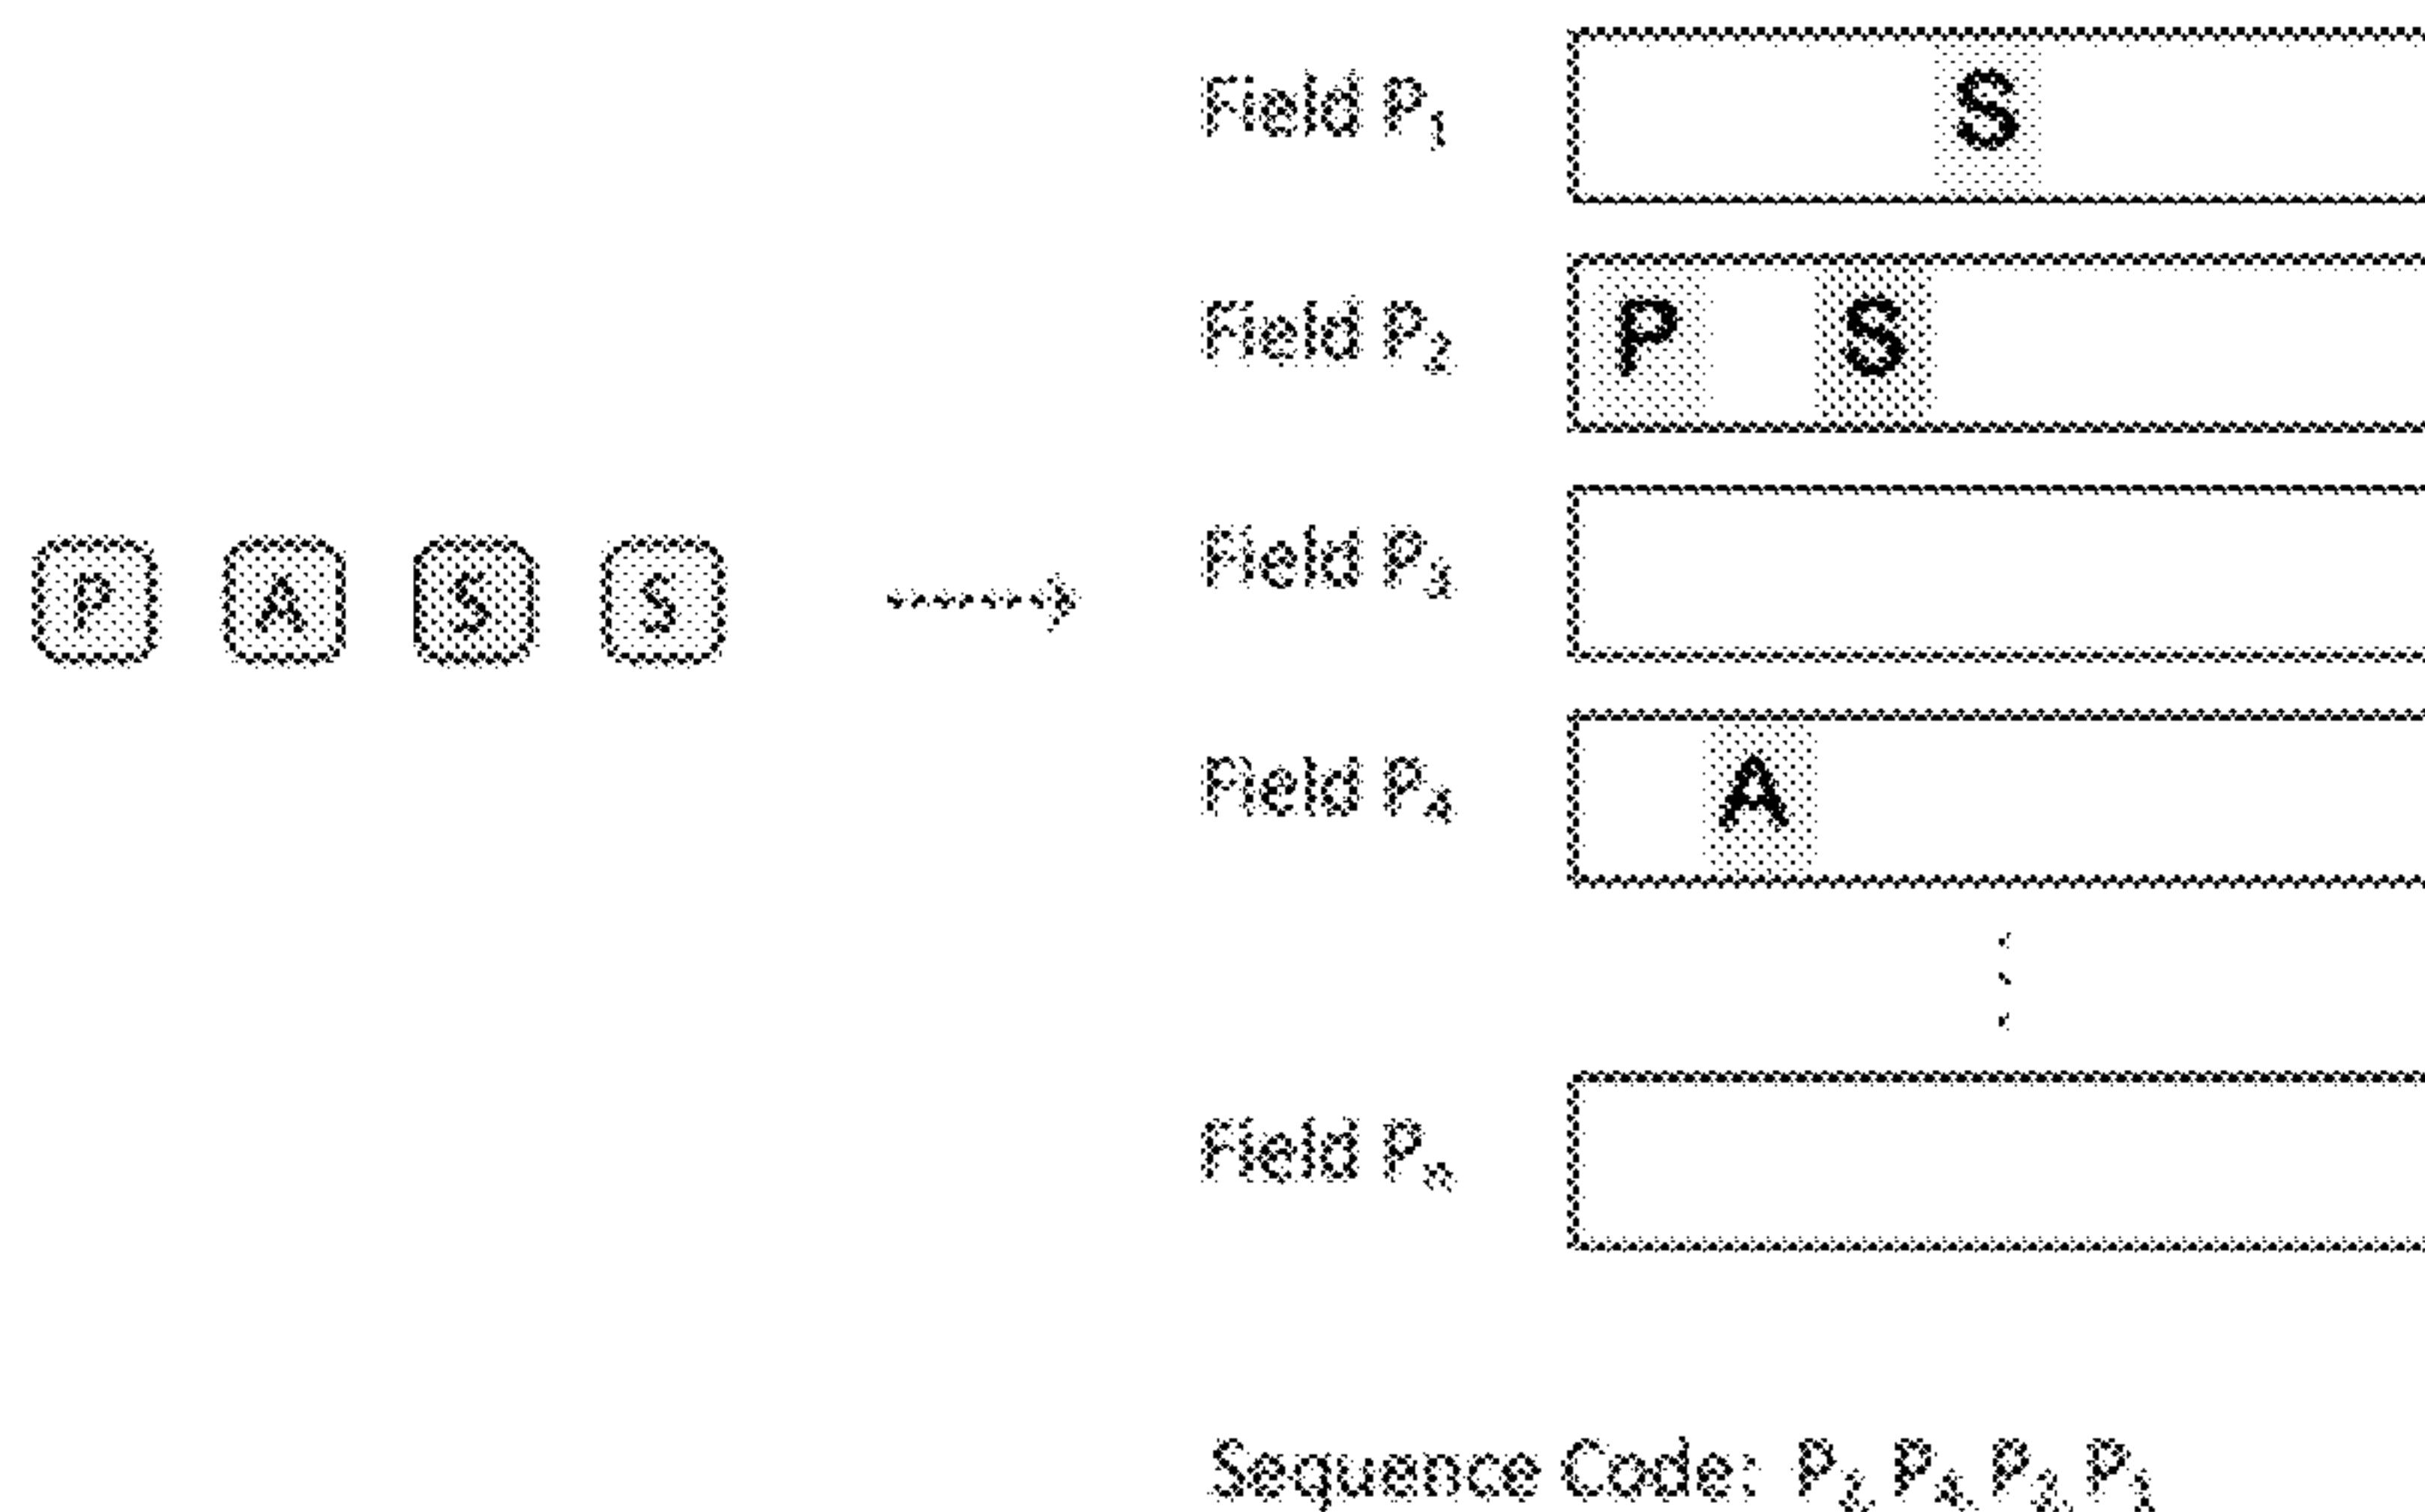 Field P₁ S
Field P₂ P S
Field P₃
P A S S
Field P₄ A
Field Pₙ
Sequence Code: P₂ P₄ P₂ P₁